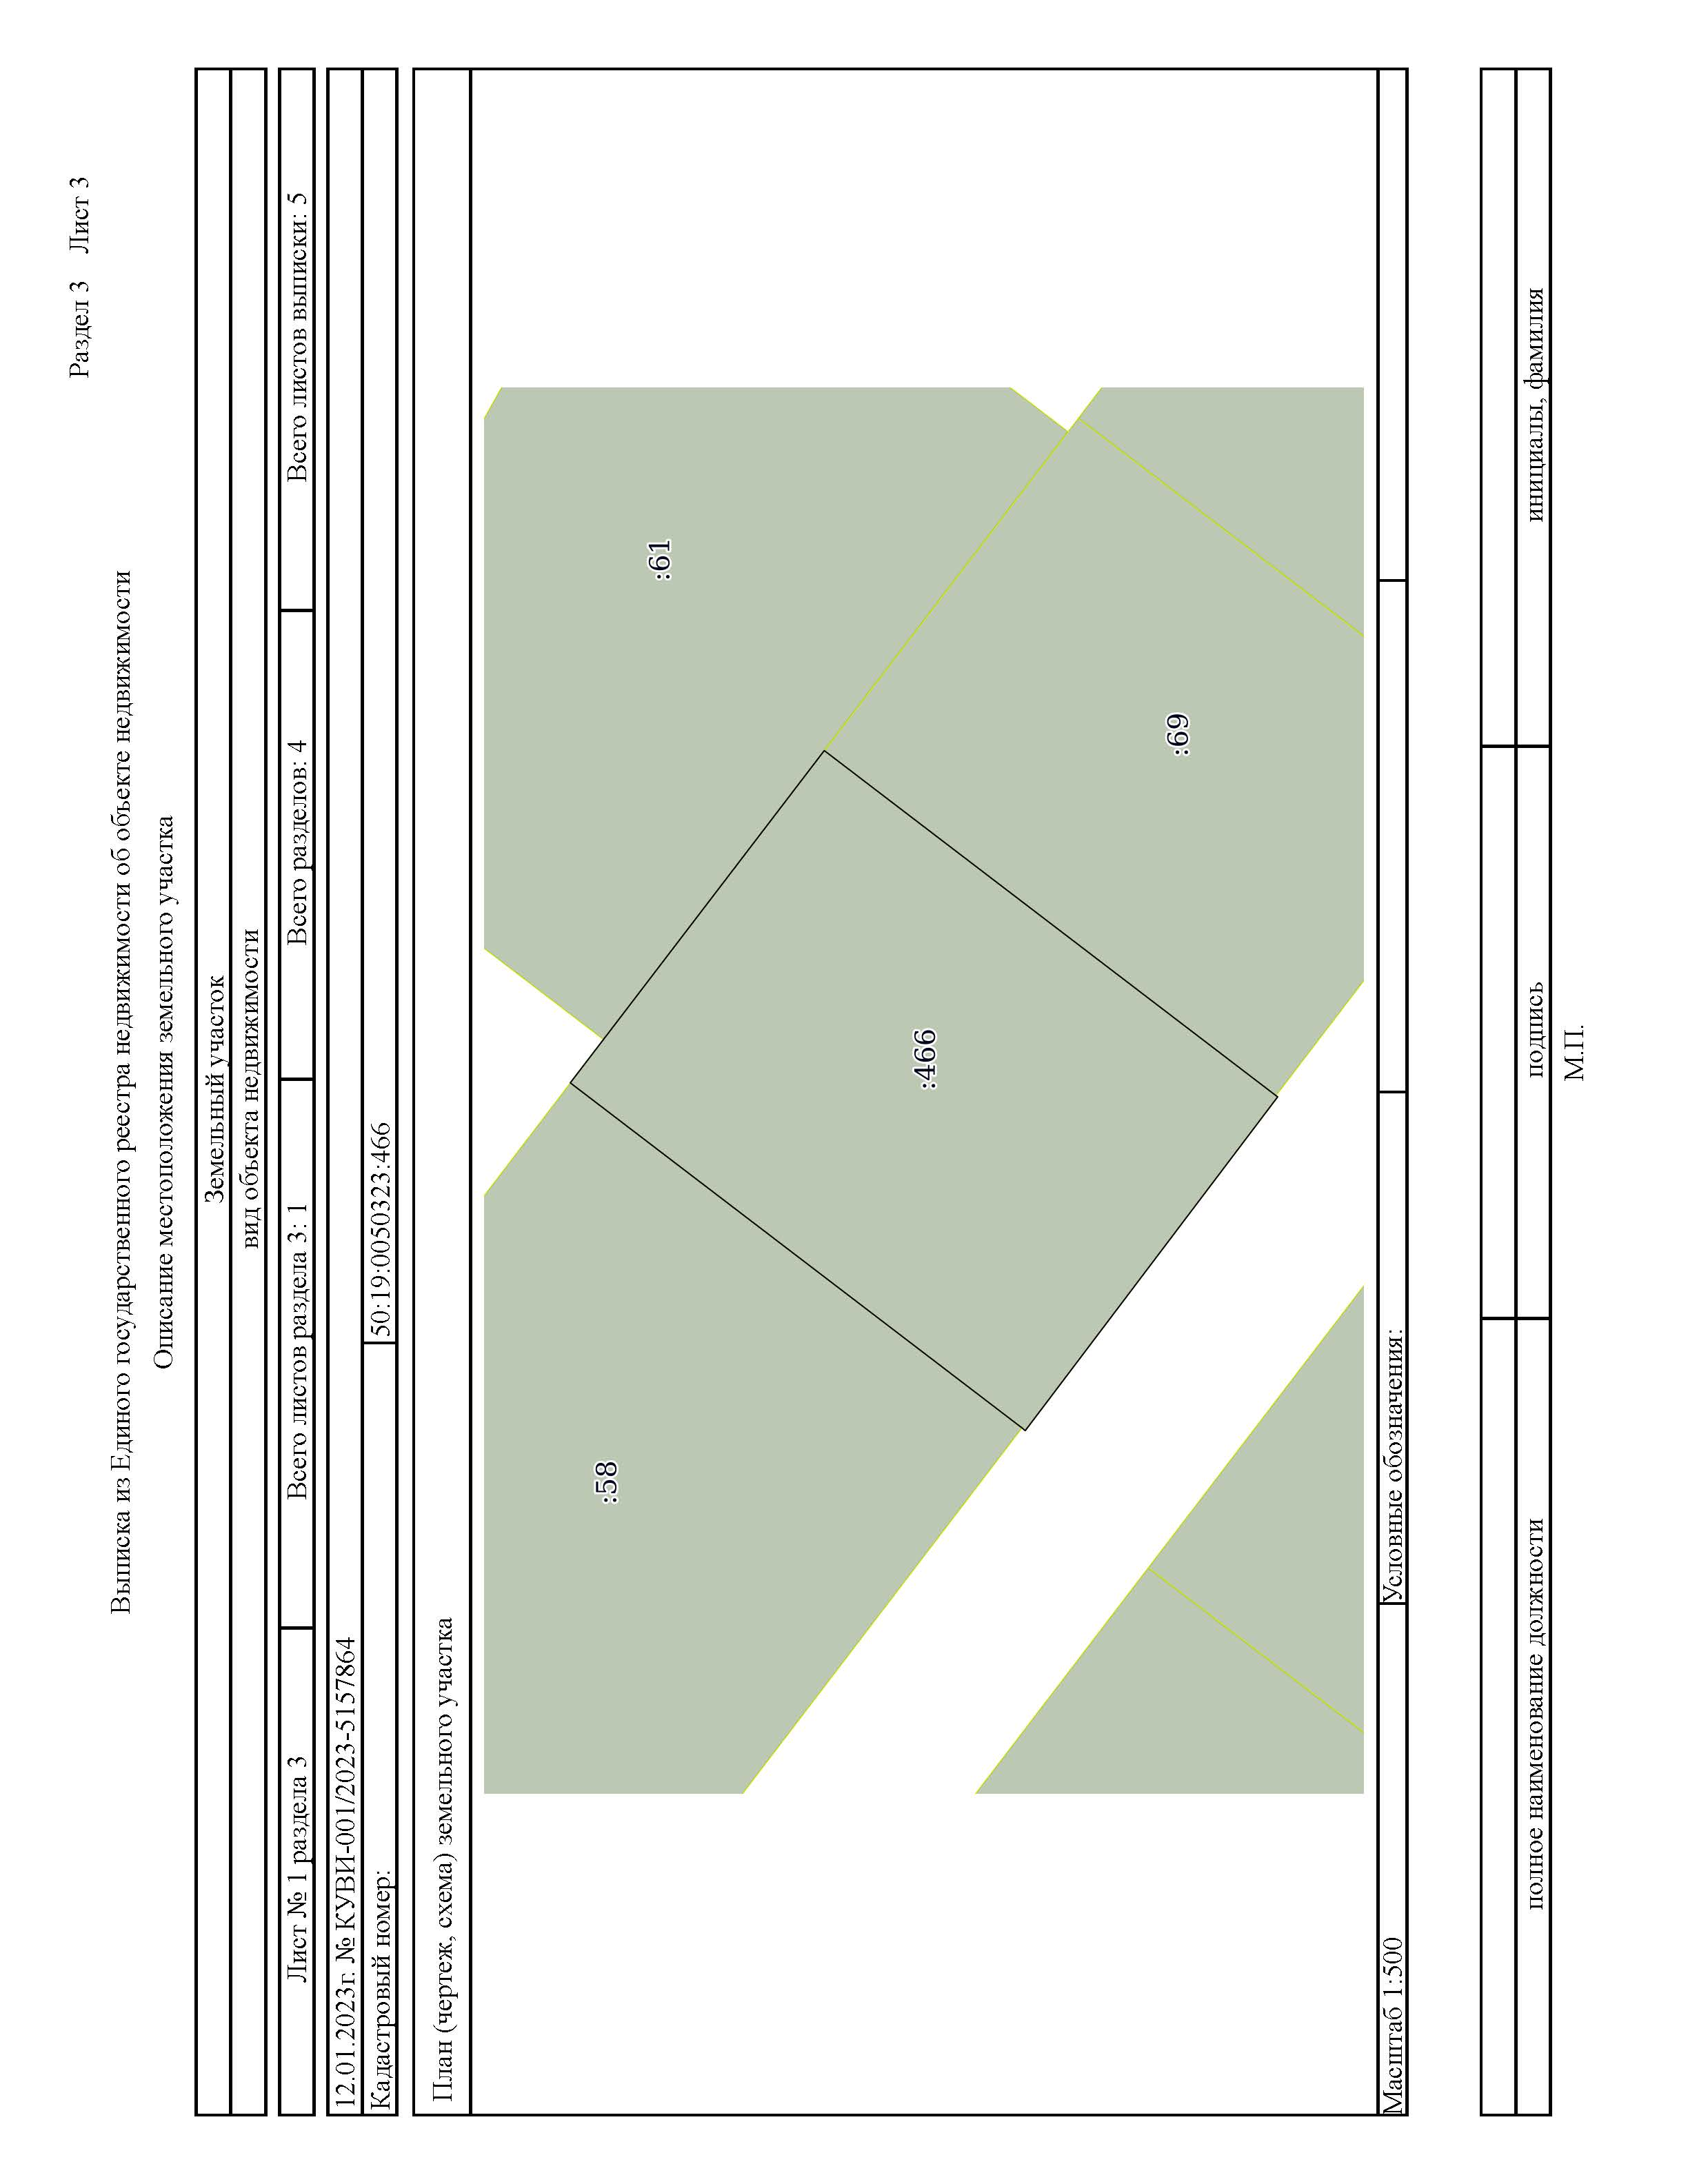 Раздел 3 Лист 3
Выписка из Единого государственного реестра недвижимости об объекте недвижимости
Описание местоположения земельного участка
Земельный участок
вид объекта недвижимости
Лист № 1 раздела 3 Всего листов раздела 3: 1 Всего разделов: 4 Всего листов выписки: 5
12.01.2023г. № КУВИ-001/2023-5157864
Кадастровый номер: 50:19:0050323:466
План (чертеж, схема) земельного участка
:58
:61
:466
:69
Масштаб 1:500 Условные обозначения:
полное наименование должности подпись инициалы, фамилия
М.П.